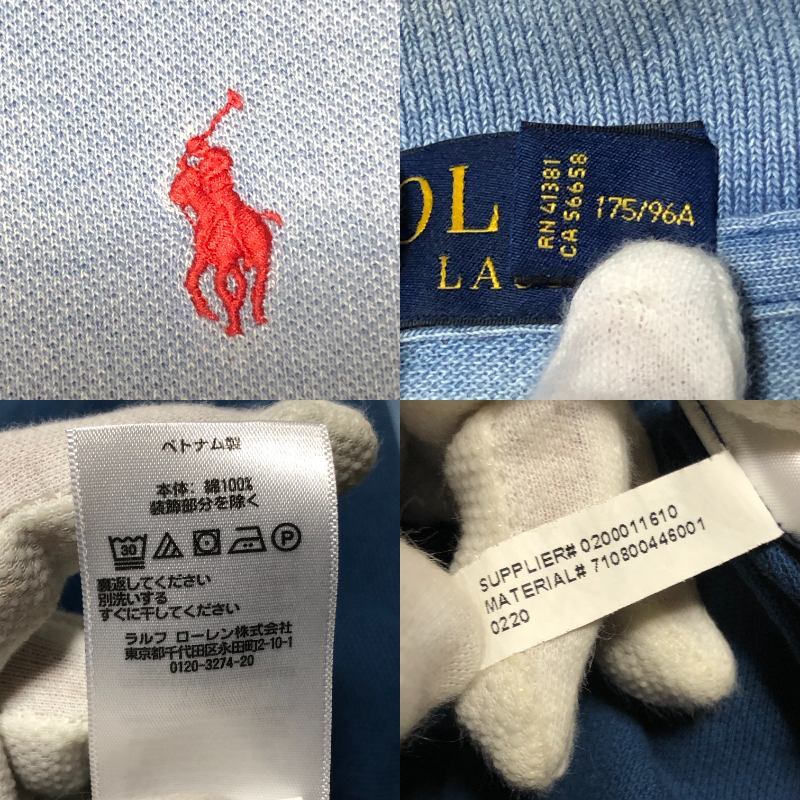 OL
LAS
RN 41381
CA 56658
175/96A
ベトナム製
本体: 綿100%
装飾部分を除く
30
P
裏返してください
別洗いする
すぐに干してください
ラルフ ローレン株式会社
東京都千代田区永田町2-10-1
0120-3274-20
SUPPLIER# 0200011610
MATERIAL# 710800446001
0220